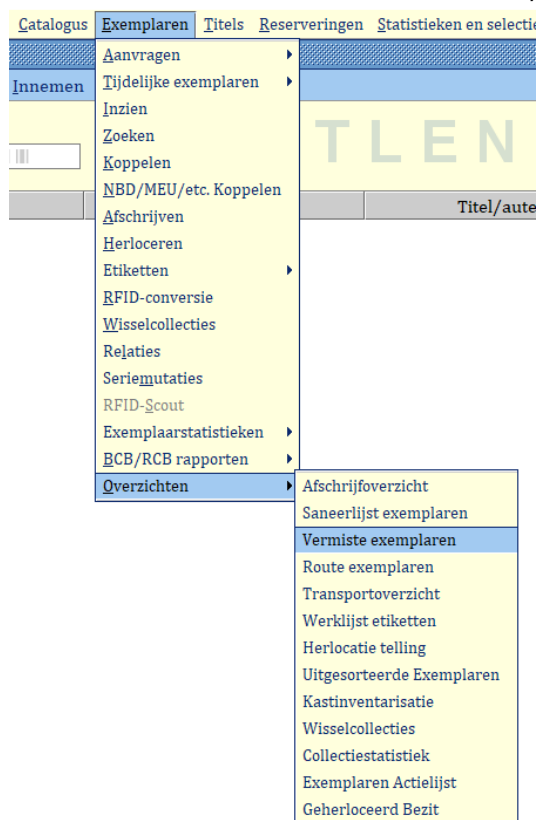 Catalogus Exemplaren Titels Reserveringen Statistieken en selectie
Innemen
TLEN
Titel/aute
Aanvragen
Tijdelijke exemplaren
Inzien
Zoeken
Koppelen
NBD/MEU/etc. Koppelen
Afschrijven
Herloceren
Etiketten
RFID-conversie
Wisselcollecties
Relaties
Seriemutaties
RFID-Scout
Exemplaarstatistieken
BCB/RCB rapporten
Overzichten
Afschrijfoverzicht
Saneerlijst exemplaren
Vermiste exemplaren
Route exemplaren
Transportoverzicht
Werklijst etiketten
Herlocatie telling
Uitgesorteerde Exemplaren
Kastinventarisatie
Wisselcollecties
Collectiestatistiek
Exemplaren Actielijst
Geherloceerd Bezit